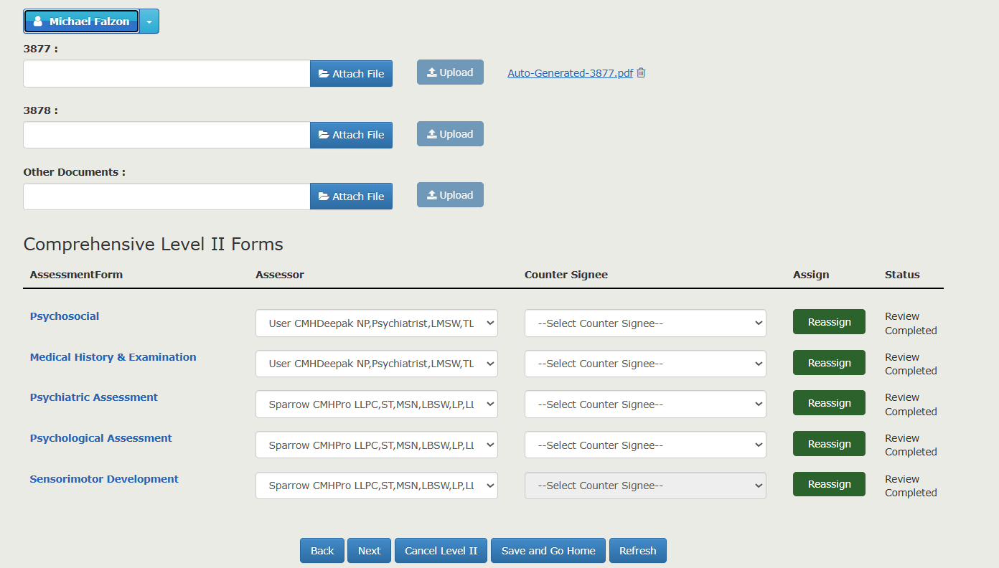 Michael Falzon
3877 :
Attach File
Upload
Auto-Generated-3877.pdf
3878 :
Attach File
Upload
Other Documents :
Attach File
Upload
Comprehensive Level II Forms
AssessmentForm Assessor Counter Signee Assign Status
Psychosocial User CMHDeepak NP,Psychiatrist,LMSW,TL --Select Counter Signee-- Reassign Review
Completed
Medical History & Examination User CMHDeepak NP,Psychiatrist,LMSW,TL --Select Counter Signee-- Reassign Review
Completed
Psychiatric Assessment Sparrow CMHPro LLPC,ST,MSN,LBSW,LP,LL --Select Counter Signee-- Reassign Review
Completed
Psychological Assessment Sparrow CMHPro LLPC,ST,MSN,LBSW,LP,LL --Select Counter Signee-- Reassign Review
Completed
Sensorimotor Development Sparrow CMHPro LLPC,ST,MSN,LBSW,LP,LL --Select Counter Signee-- Reassign Review
Completed
Back Next Cancel Level II Save and Go Home Refresh